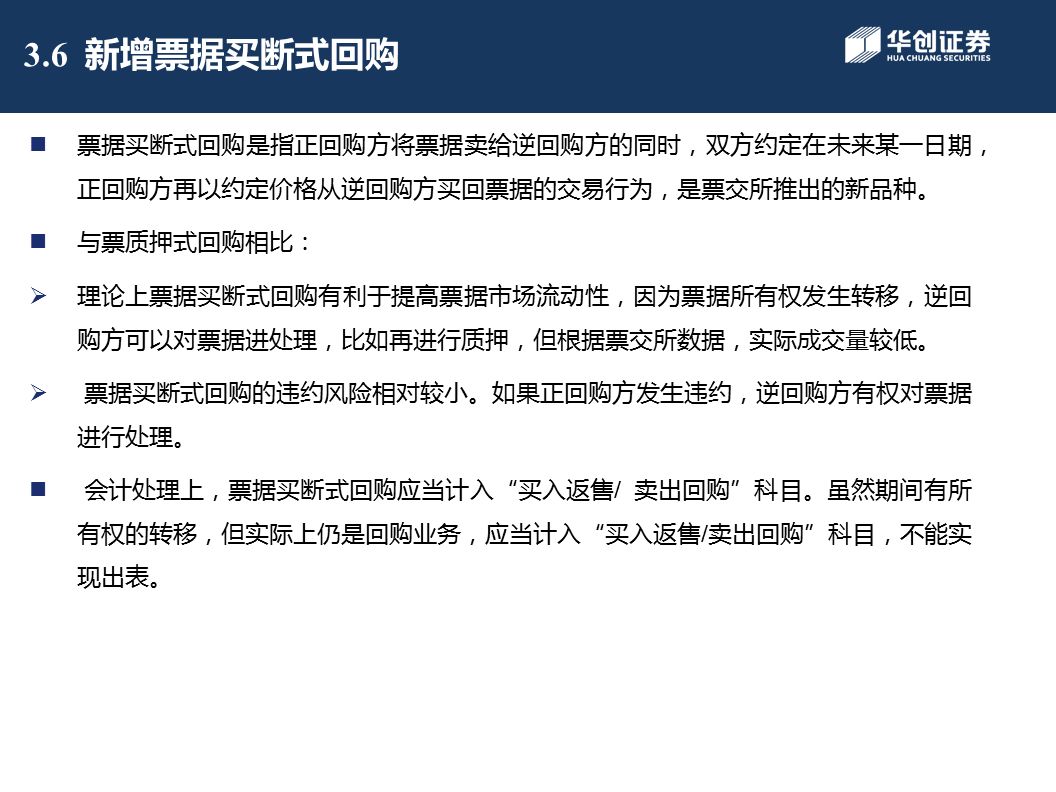 3.6 新增票据买断式回购
华创证券
HUA CHUANG SECURITIES
票据买断式回购是指正回购方将票据卖给逆回购方的同时，双方约定在未来某一日期，
正回购方再以约定价格从逆回购方买回票据的交易行为，是票交所推出的新品种。
与票质押式回购相比：
理论上票据买断式回购有利于提高票据市场流动性，因为票据所有权发生转移，逆回
购方可以对票据进处理，比如再进行质押，但根据票交所数据，实际成交量较低。
票据买断式回购的违约风险相对较小。如果正回购方发生违约，逆回购方有权对票据
进行处理。
会计处理上，票据买断式回购应当计入“买入返售/ 卖出回购”科目。虽然期间有所
有权的转移，但实际上仍是回购业务，应当计入“买入返售/卖出回购”科目，不能实
现出表。